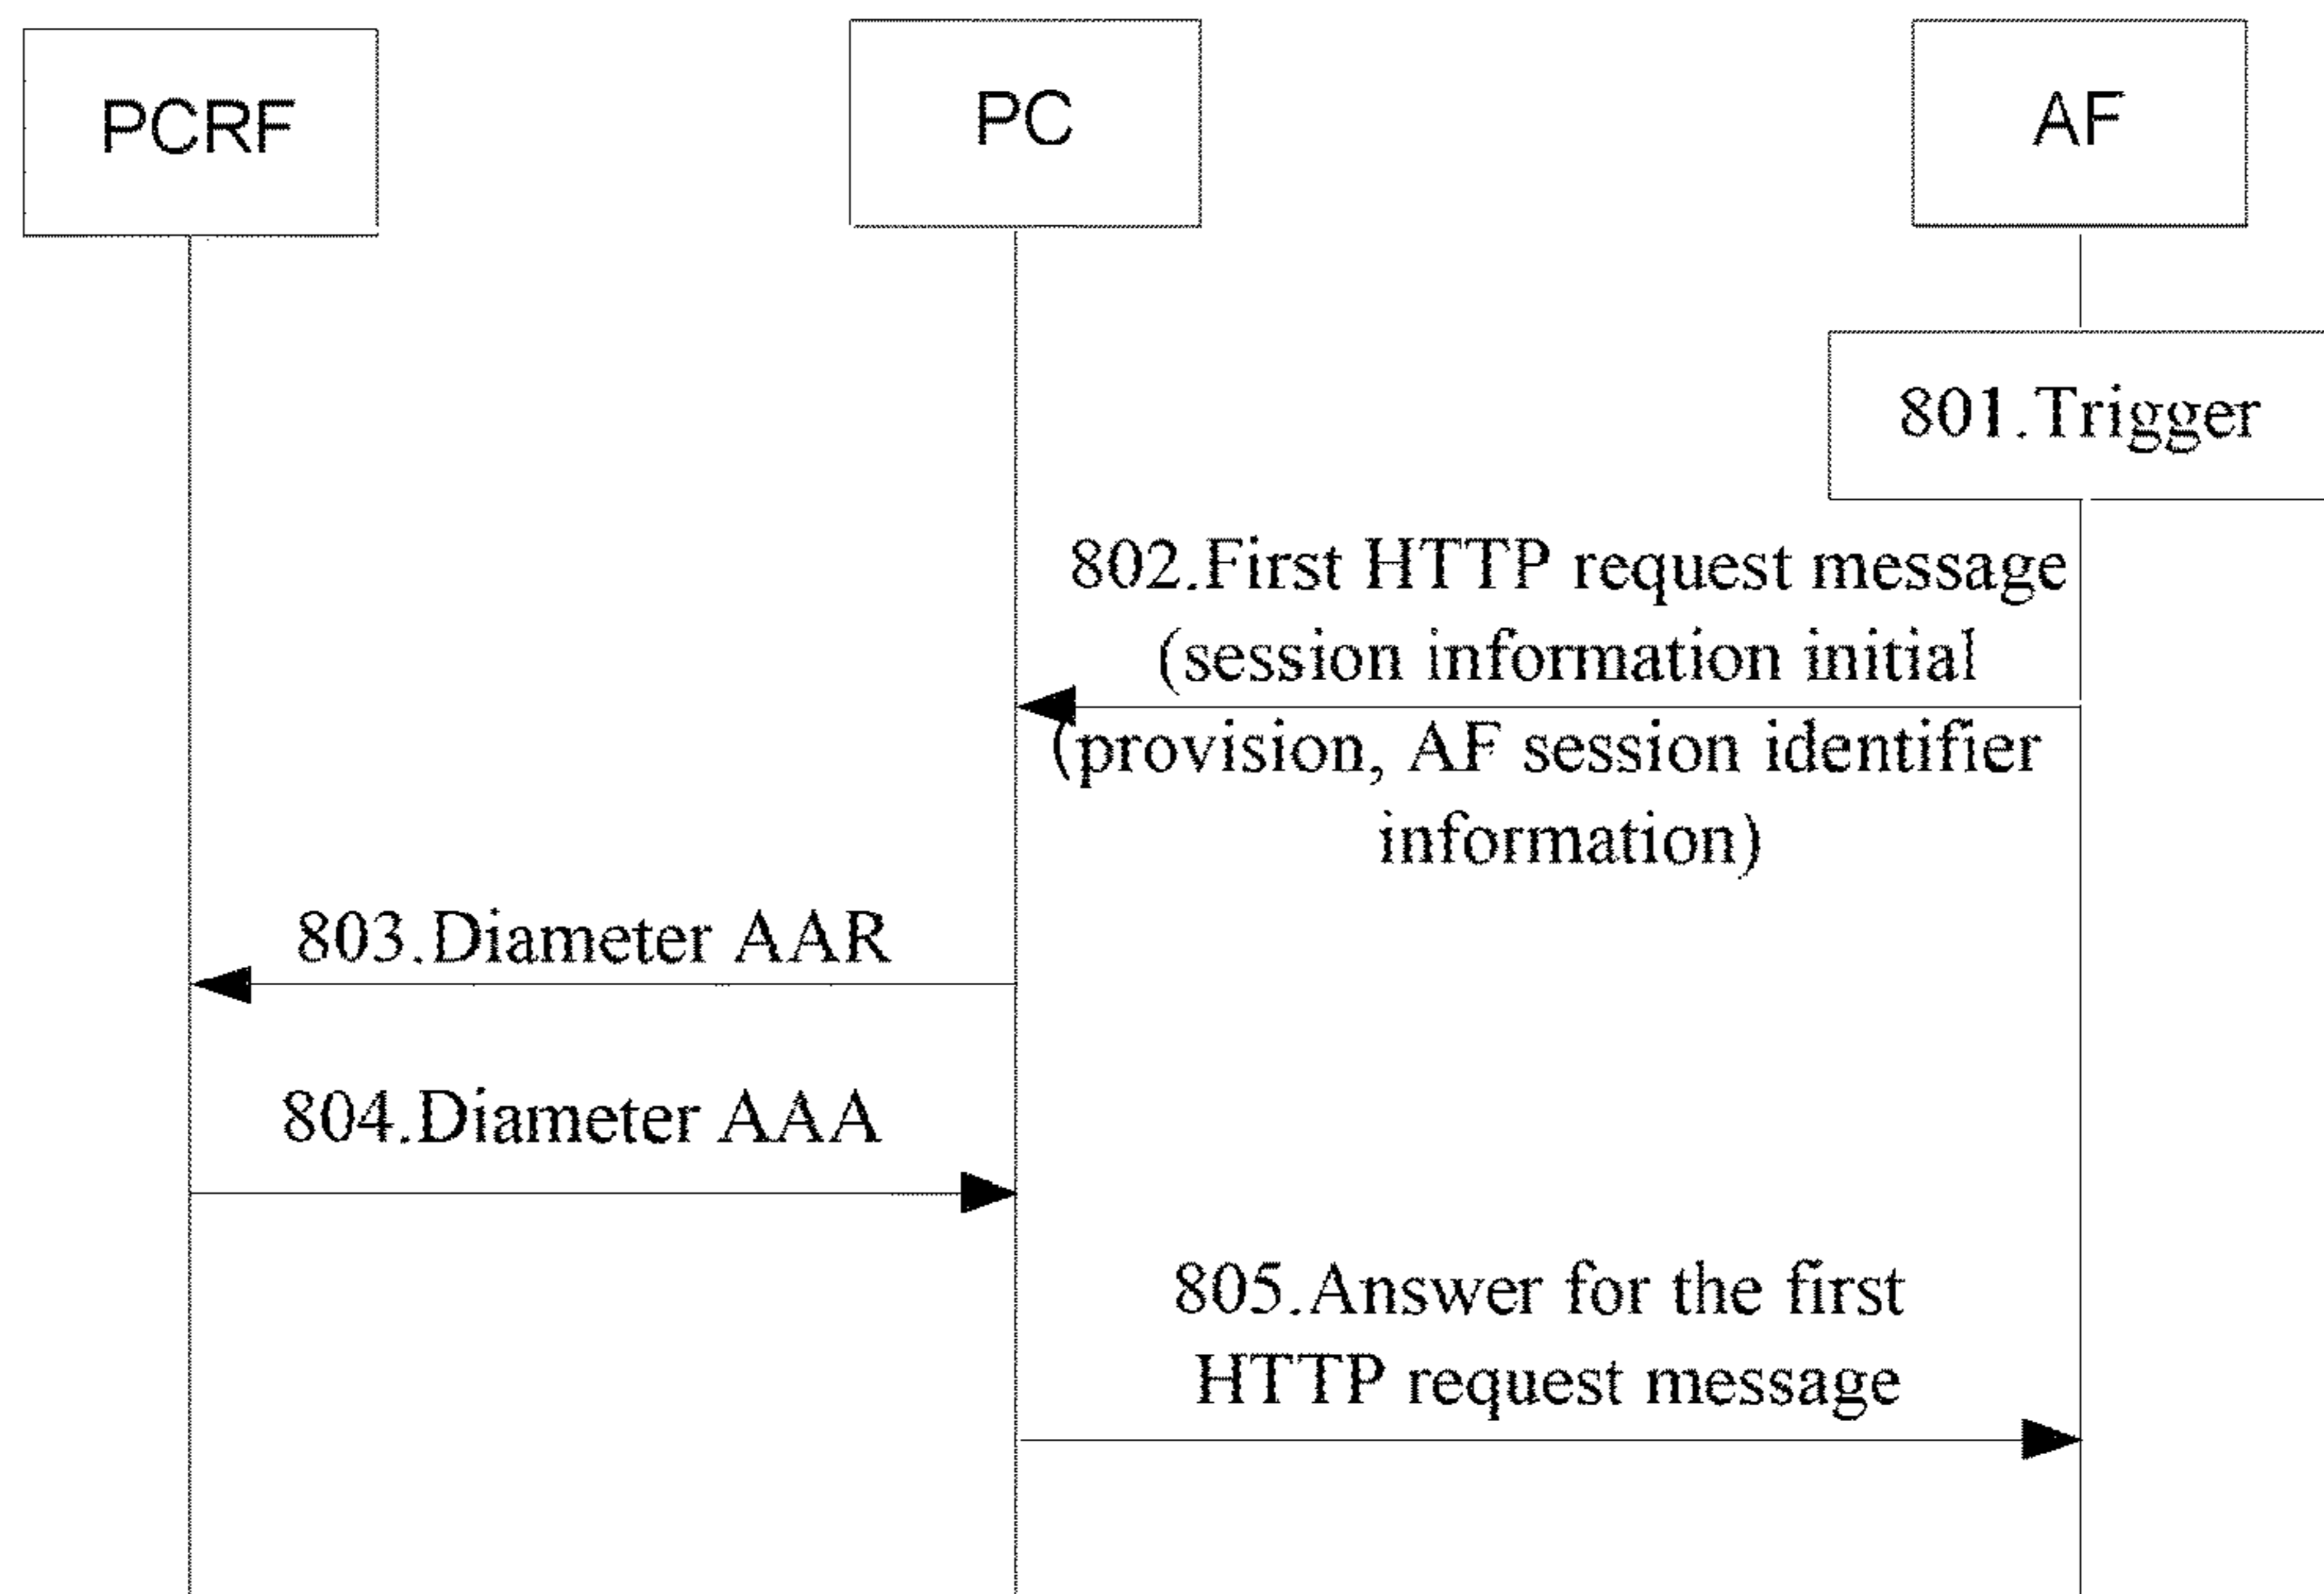 PCRF
PC
AF
801.Trigger
802.First HTTP request message
(session information initial
(provision, AF session identifier
information)
803.Diameter AAR
804.Diameter AAA
805.Answer for the first
HTTP request message